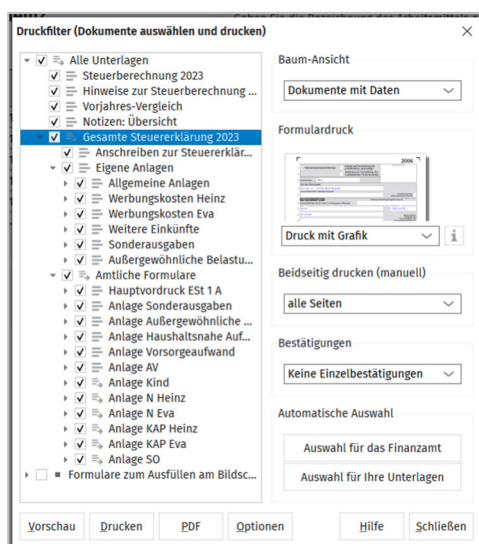 Druckfilter (Dokumente auswählen und drucken)
Alle Unterlagen
Steuerberechnung 2023
Hinweise zur Steuerberechnung ...
Vorjahres-Vergleich
Notizen: Übersicht
Gesamte Steuererklärung 2023
Anschreiben zur Steuererklär...
Eigene Anlagen
Allgemeine Anlagen
Werbungskosten Heinz
Werbungskosten Eva
Weitere Einkünfte
Sonderausgaben
Außergewöhnliche Belastu...
Amtliche Formulare
Hauptvordruck ESt 1 A
Anlage Sonderausgaben
Anlage Außergewöhnliche ...
Anlage Haushaltsnahe Auf...
Anlage Vorsorgeaufwand
Anlage AV
Anlage Kind
Anlage N Heinz
Anlage N Eva
Anlage KAP Heinz
Anlage KAP Eva
Anlage SO
Formulare zum Ausfüllen am Bildsc...
Baum-Ansicht
Dokumente mit Daten
Formulardruck
2006
Druck mit Grafik
i
Beidseitig drucken (manuell)
alle Seiten
Bestätigungen
Keine Einzelbestätigungen
Automatische Auswahl
Auswahl für das Finanzamt
Auswahl für Ihre Unterlagen
Vorschau Drucken PDF Optionen Hilfe Schließen